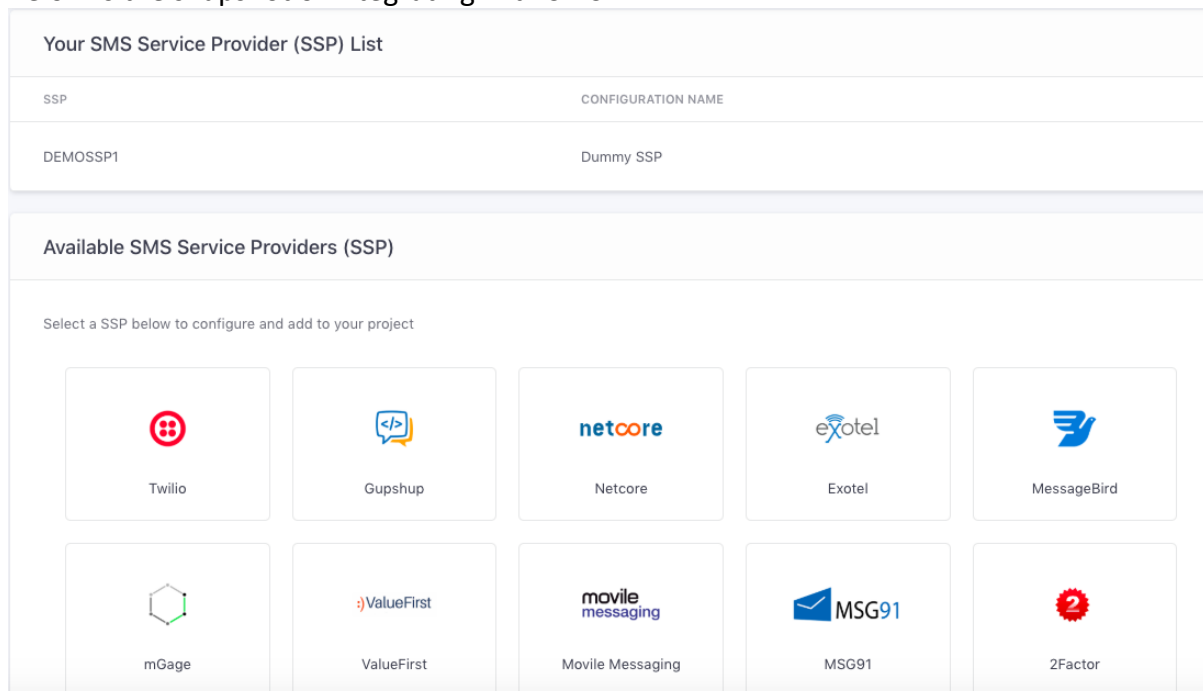 Your SMS Service Provider (SSP) List
SSP CONFIGURATION NAME
DEMOSSP1 Dummy SSP
Available SMS Service Providers (SSP)
Select a SSP below to configure and add to your project
</>
netcore
exotel
Twilio Gupshup Netcore Exotel MessageBird
:)ValueFirst
movile
messaging
MSG91
2
mGage ValueFirst Movile Messaging MSG91 2Factor